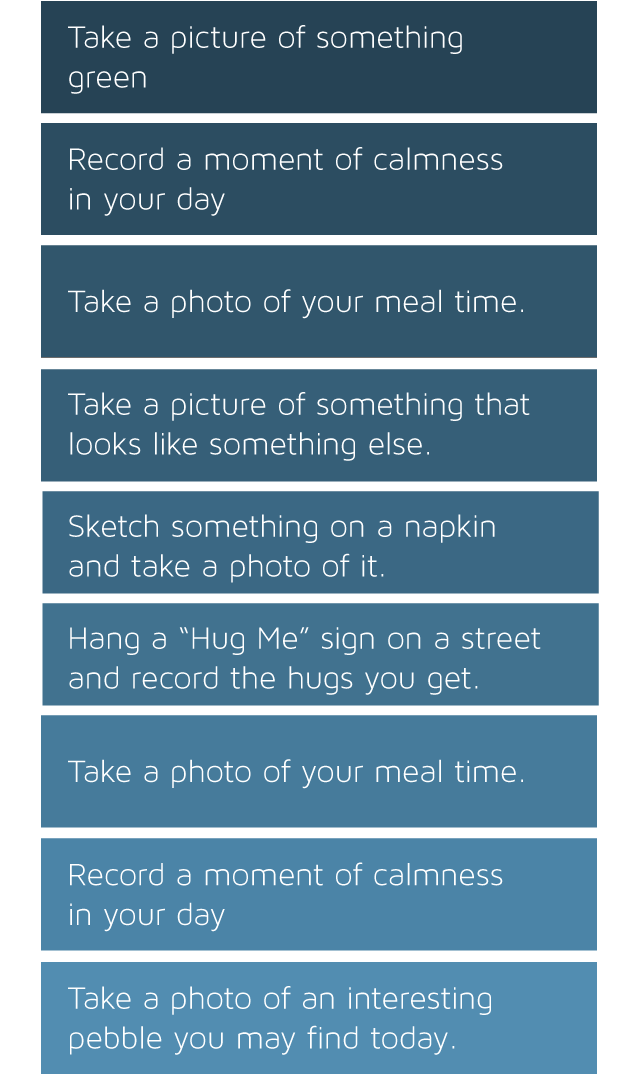 Take a picture of something
green
Record a moment of calmness
in your day
Take a photo of your meal time.
Take a picture of something that
looks like something else.
Sketch something on a napkin
and take a photo of it.
Hang a “Hug Me” sign on a street
and record the hugs you get.
Take a photo of your meal time.
Record a moment of calmness
in your day
Take a photo of an interesting
pebble you may find today.